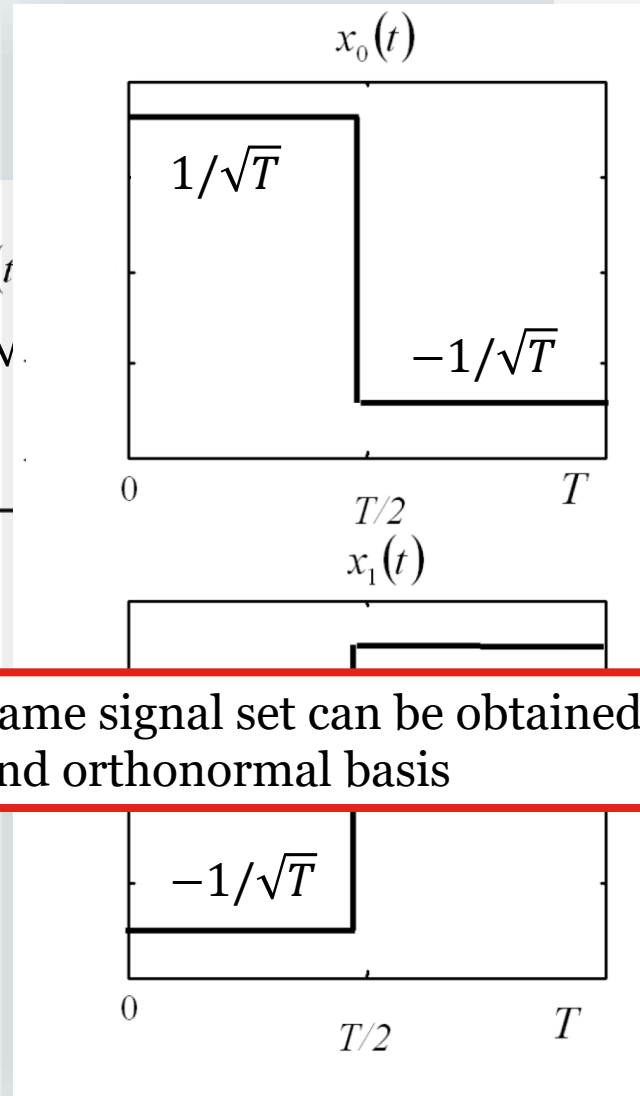 x₀(t)
1/√T
−1/√T
0 T/2 T
x₁(t)
ame signal set can be obtained
nd orthonormal basis
−1/√T
0 T/2 T